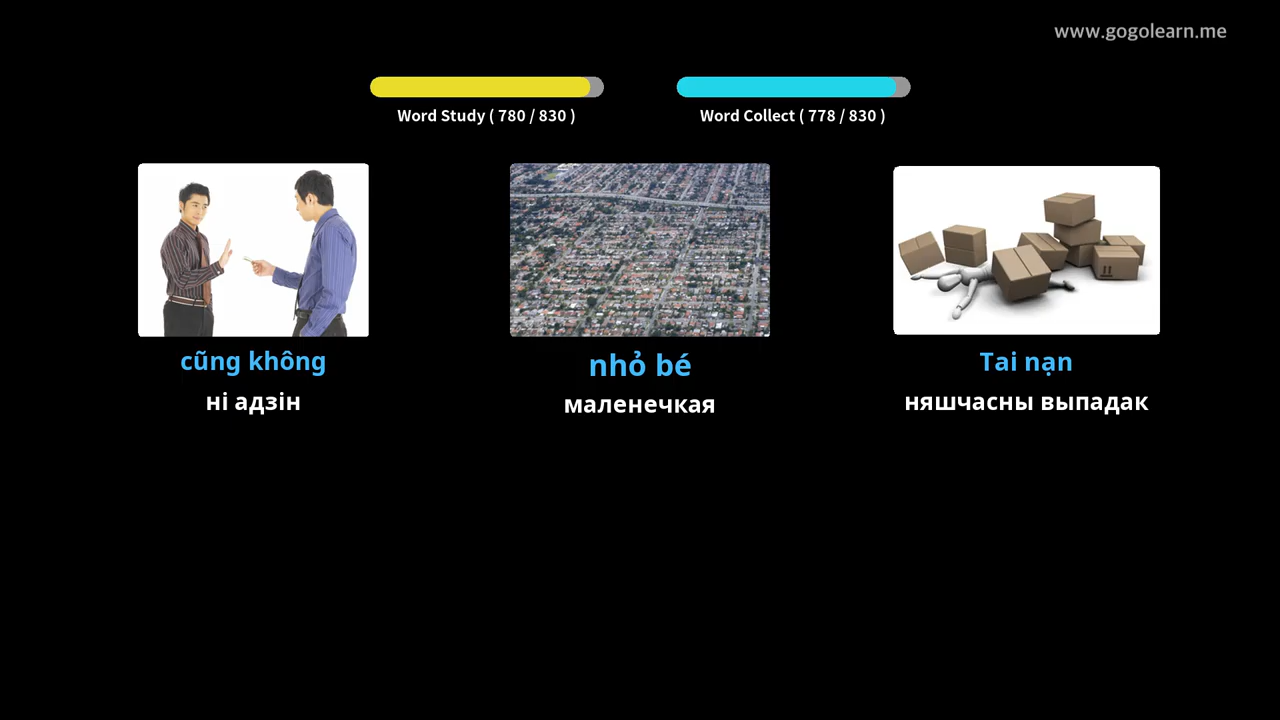 www.gogolearn.me
Word Study ( 780 / 830 )
Word Collect ( 778 / 830 )
cũng không
nhỏ bé
Tai nạn
ні адзін
маленечкая
няшчасны выпадак